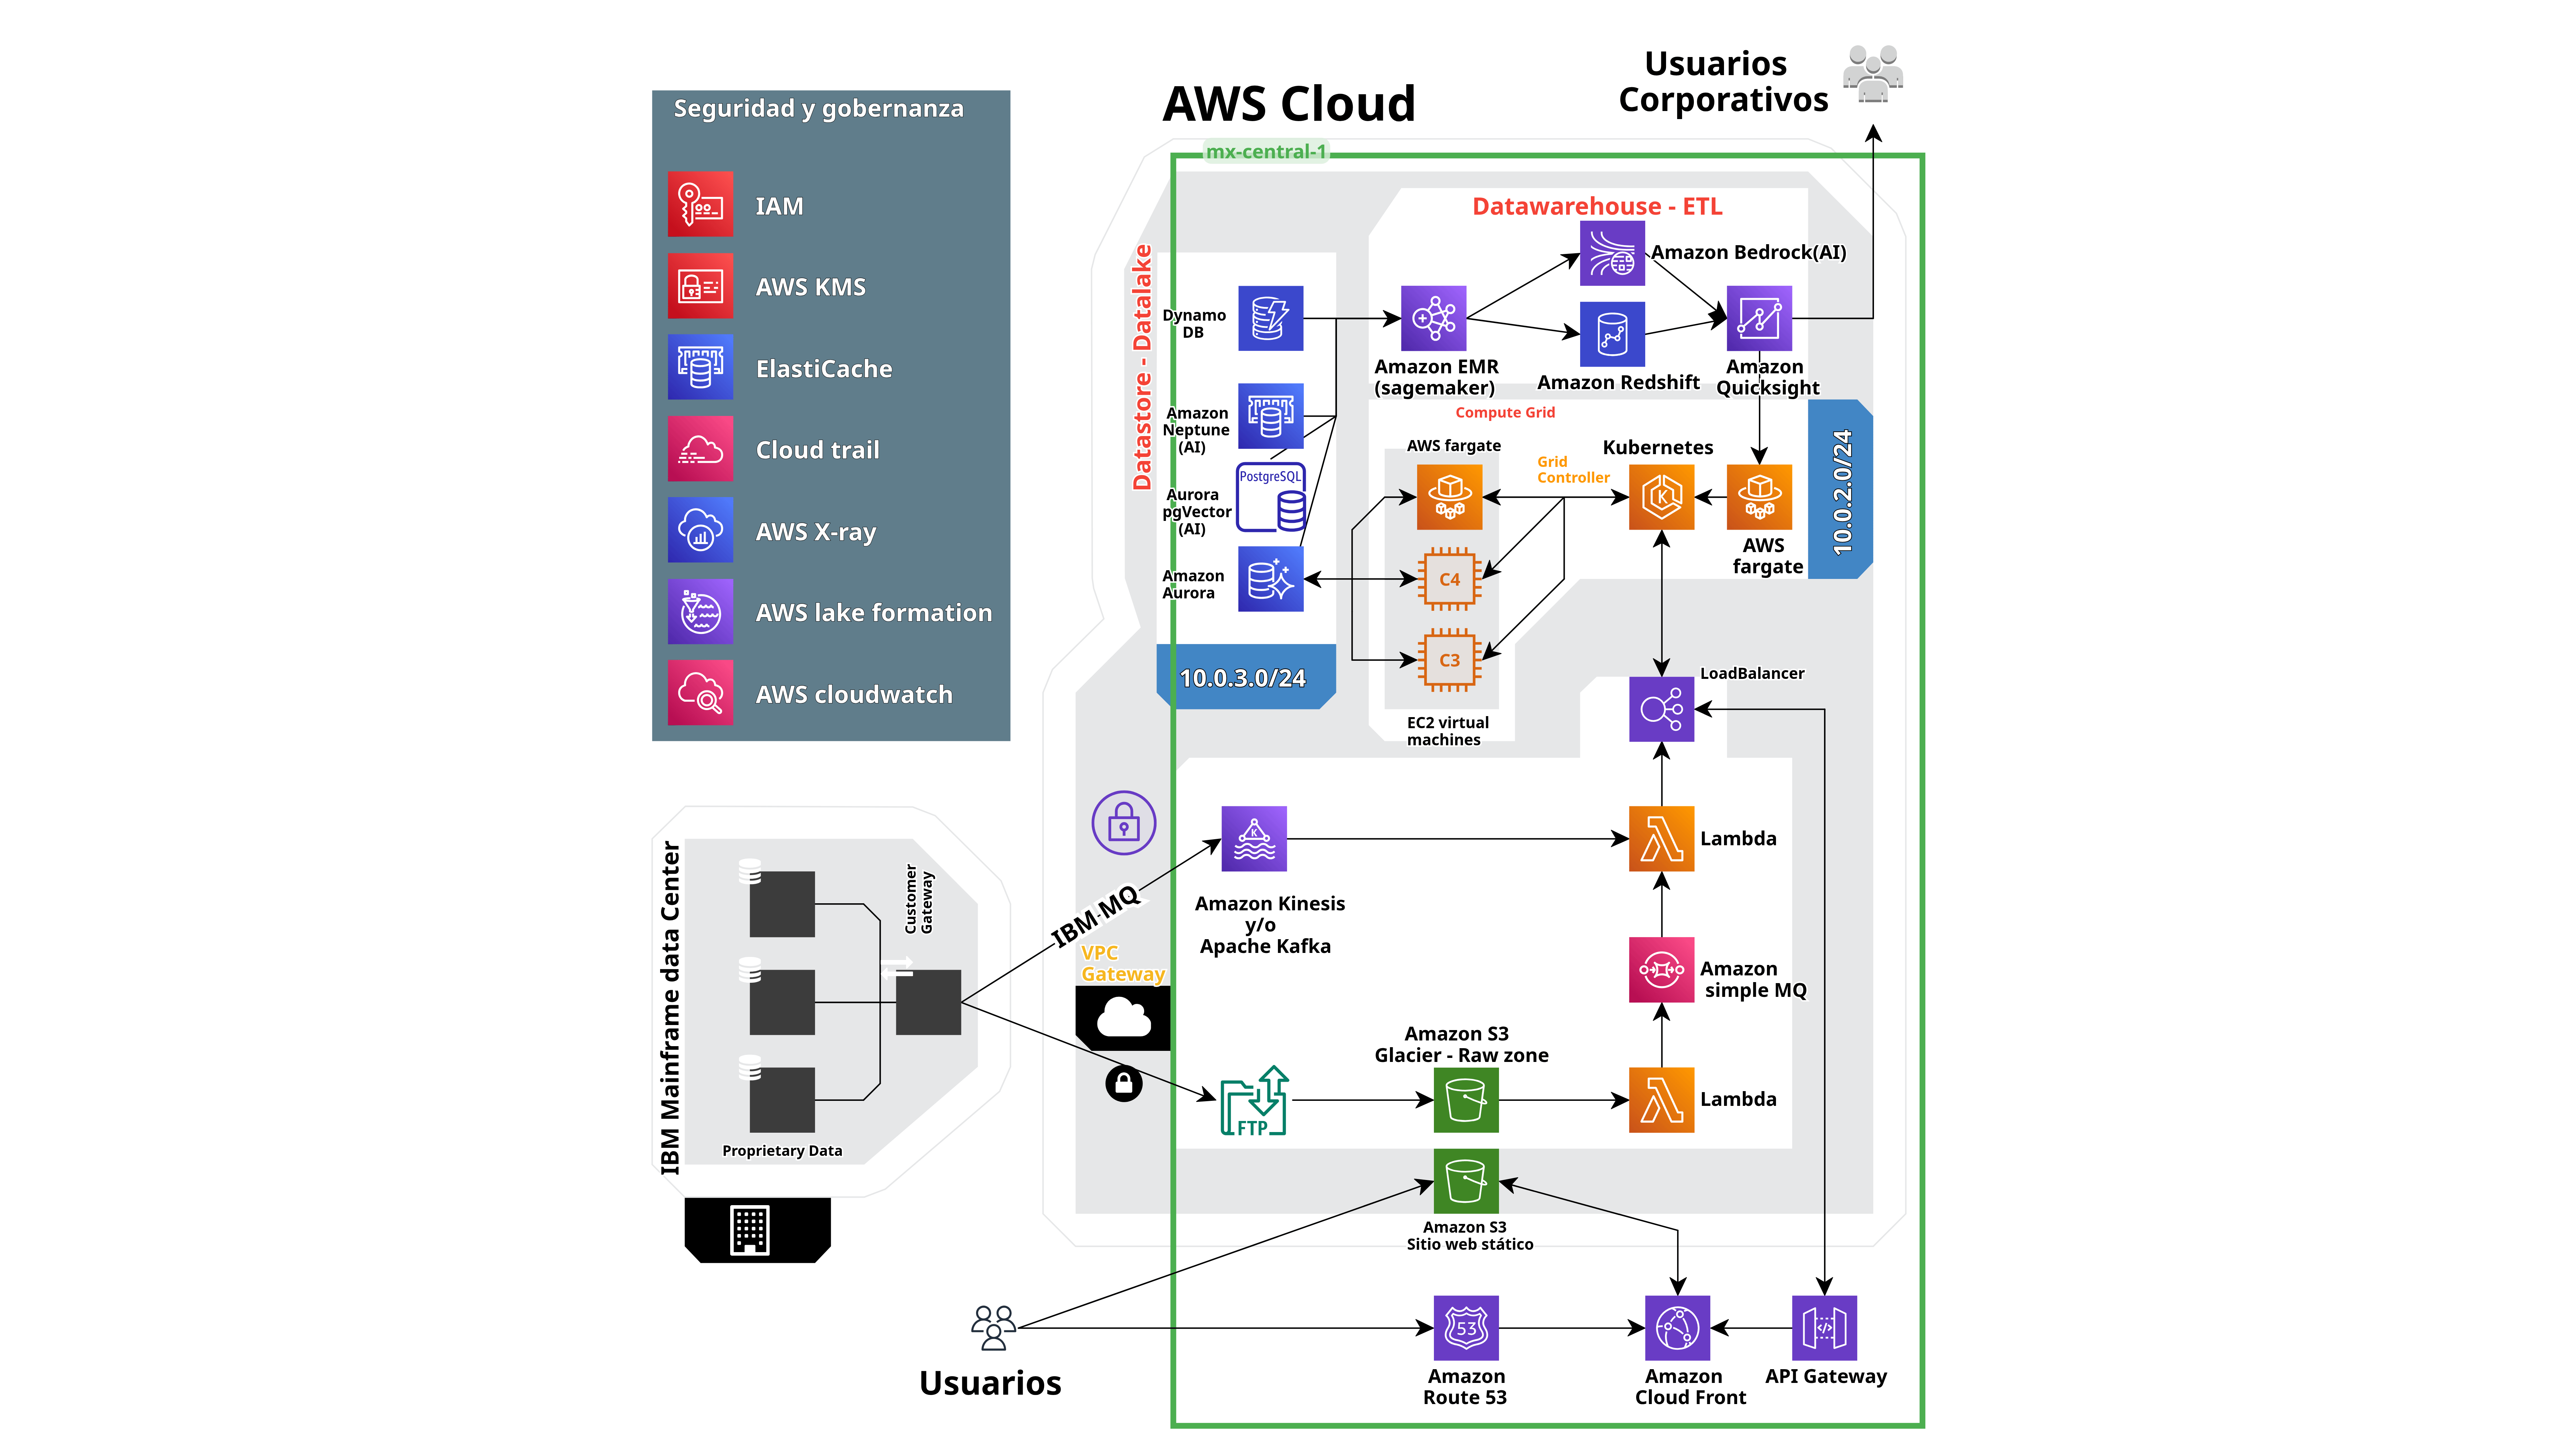 Usuarios
Corporativos
AWS Cloud
mx-central-1
Seguridad y gobernanza
IAM
AWS KMS
ElastiCache
Cloud trail
AWS X-ray
AWS lake formation
AWS cloudwatch
Datawarehouse - ETL
Amazon Bedrock(AI)
Datastore - Datalake
Dynamo
DB
Amazon EMR
(sagemaker)
Amazon Redshift
Amazon
Quicksight
Amazon
Neptune
(AI)
PostgreSQL
Aurora
pgVector
(AI)
Amazon
Aurora
10.0.3.0/24
Compute Grid
AWS fargate
Grid
Controller
Kubernetes
K
AWS
fargate
10.0.2.0/24
C4
C3
EC2 virtual
machines
LoadBalancer
IBM Mainframe data Center
Customer
Gateway
Proprietary Data
IBM MQ
VPC
Gateway
K
Amazon Kinesis
y/o
Apache Kafka
Lambda
Amazon
simple MQ
Amazon S3
Glacier - Raw zone
FTP
Lambda
Amazon S3
Sitio web stático
Usuarios
53
Amazon
Route 53
Amazon
Cloud Front
API Gateway